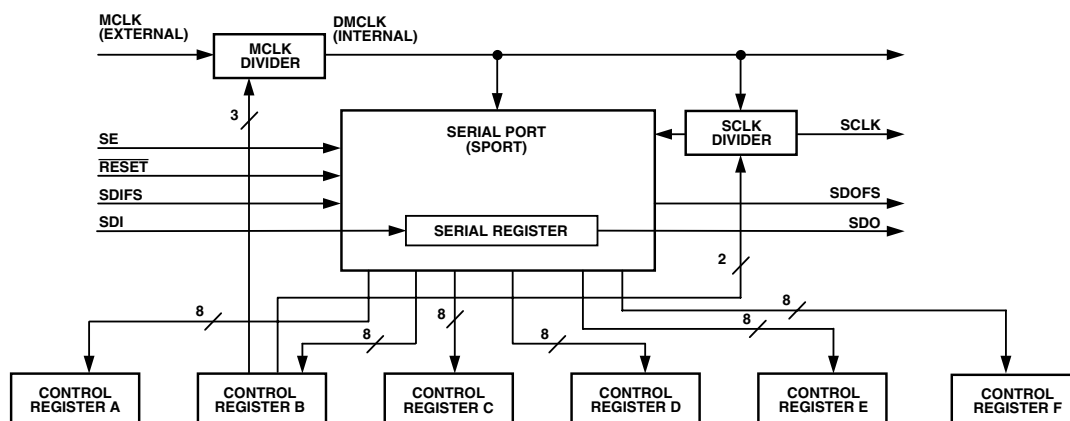 MCLK
(EXTERNAL)
MCLK
DIVIDER
DMCLK
(INTERNAL)
3
SE
RESET
SDIFS
SDI
SERIAL PORT
(SPORT)
SERIAL REGISTER
SCLK
DIVIDER
SCLK
SDOFS
SDO
2
8
8
8
8
8
8
CONTROL
REGISTER A
CONTROL
REGISTER B
CONTROL
REGISTER C
CONTROL
REGISTER D
CONTROL
REGISTER E
CONTROL
REGISTER F